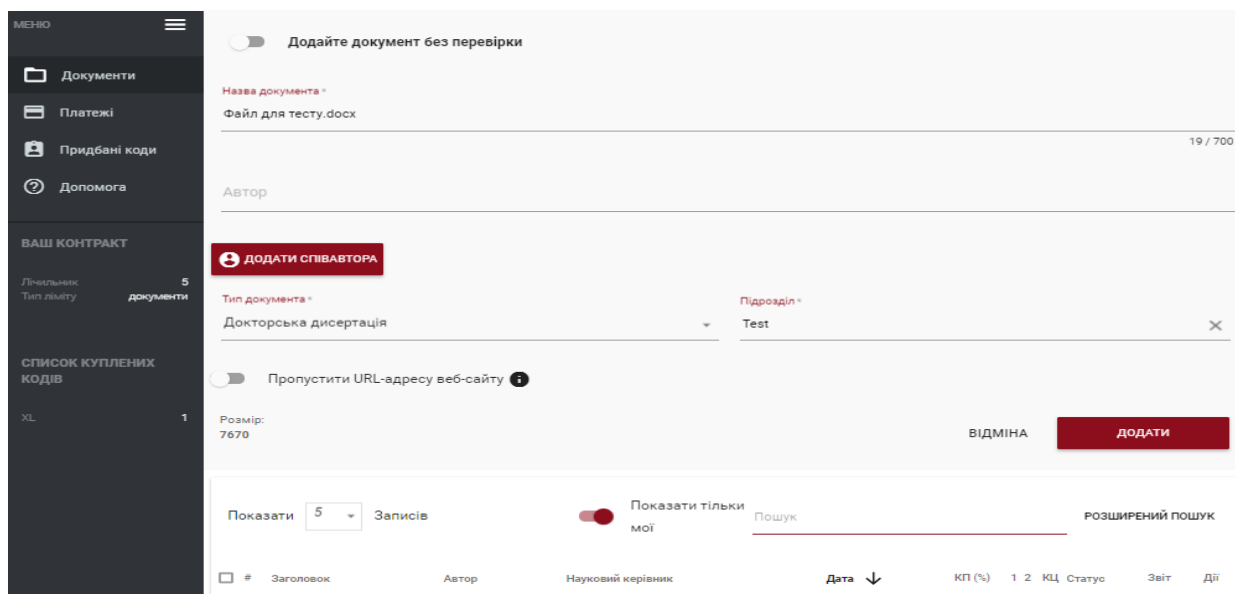 МЕНЮ
Документи
Платежі
Придбані коди
Допомога
ВАШ КОНТРАКТ
Лічильник 5
Тип ліміту документи
СПИСОК КУПЛЕНИХ
КОДІВ
XL 1
Додайте документ без перевірки
Назва документа *
Файл для тесту.docx
19 / 700
Автор
ДОДАТИ СПІВАВТОРА
Тип документа * Підрозділ *
Докторська дисертація Test
Пропустити URL-адресу веб-сайту
Розмір:
7670
ВІДМІНА ДОДАТИ
Показати 5 Записів
Показати тільки
мої
Пошук
РОЗШИРЕНИЙ ПОШУК
# Заголовок Автор Науковий керівник Дата КП (%) 1 2 КЦ Статус Звіт Дії